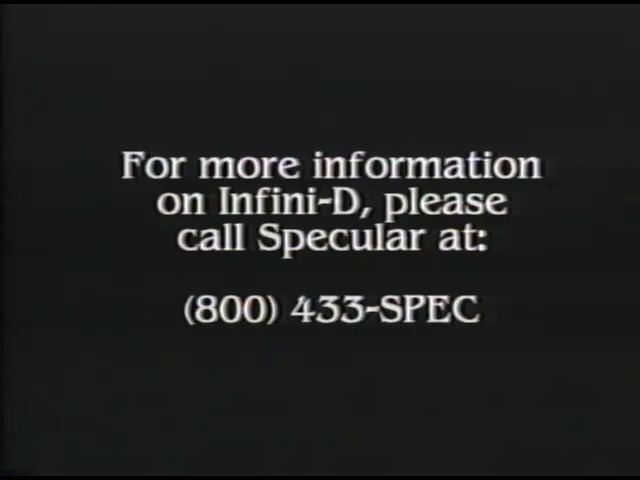 For more information
on Infini-D, please
call Specular at:
(800) 433-SPEC